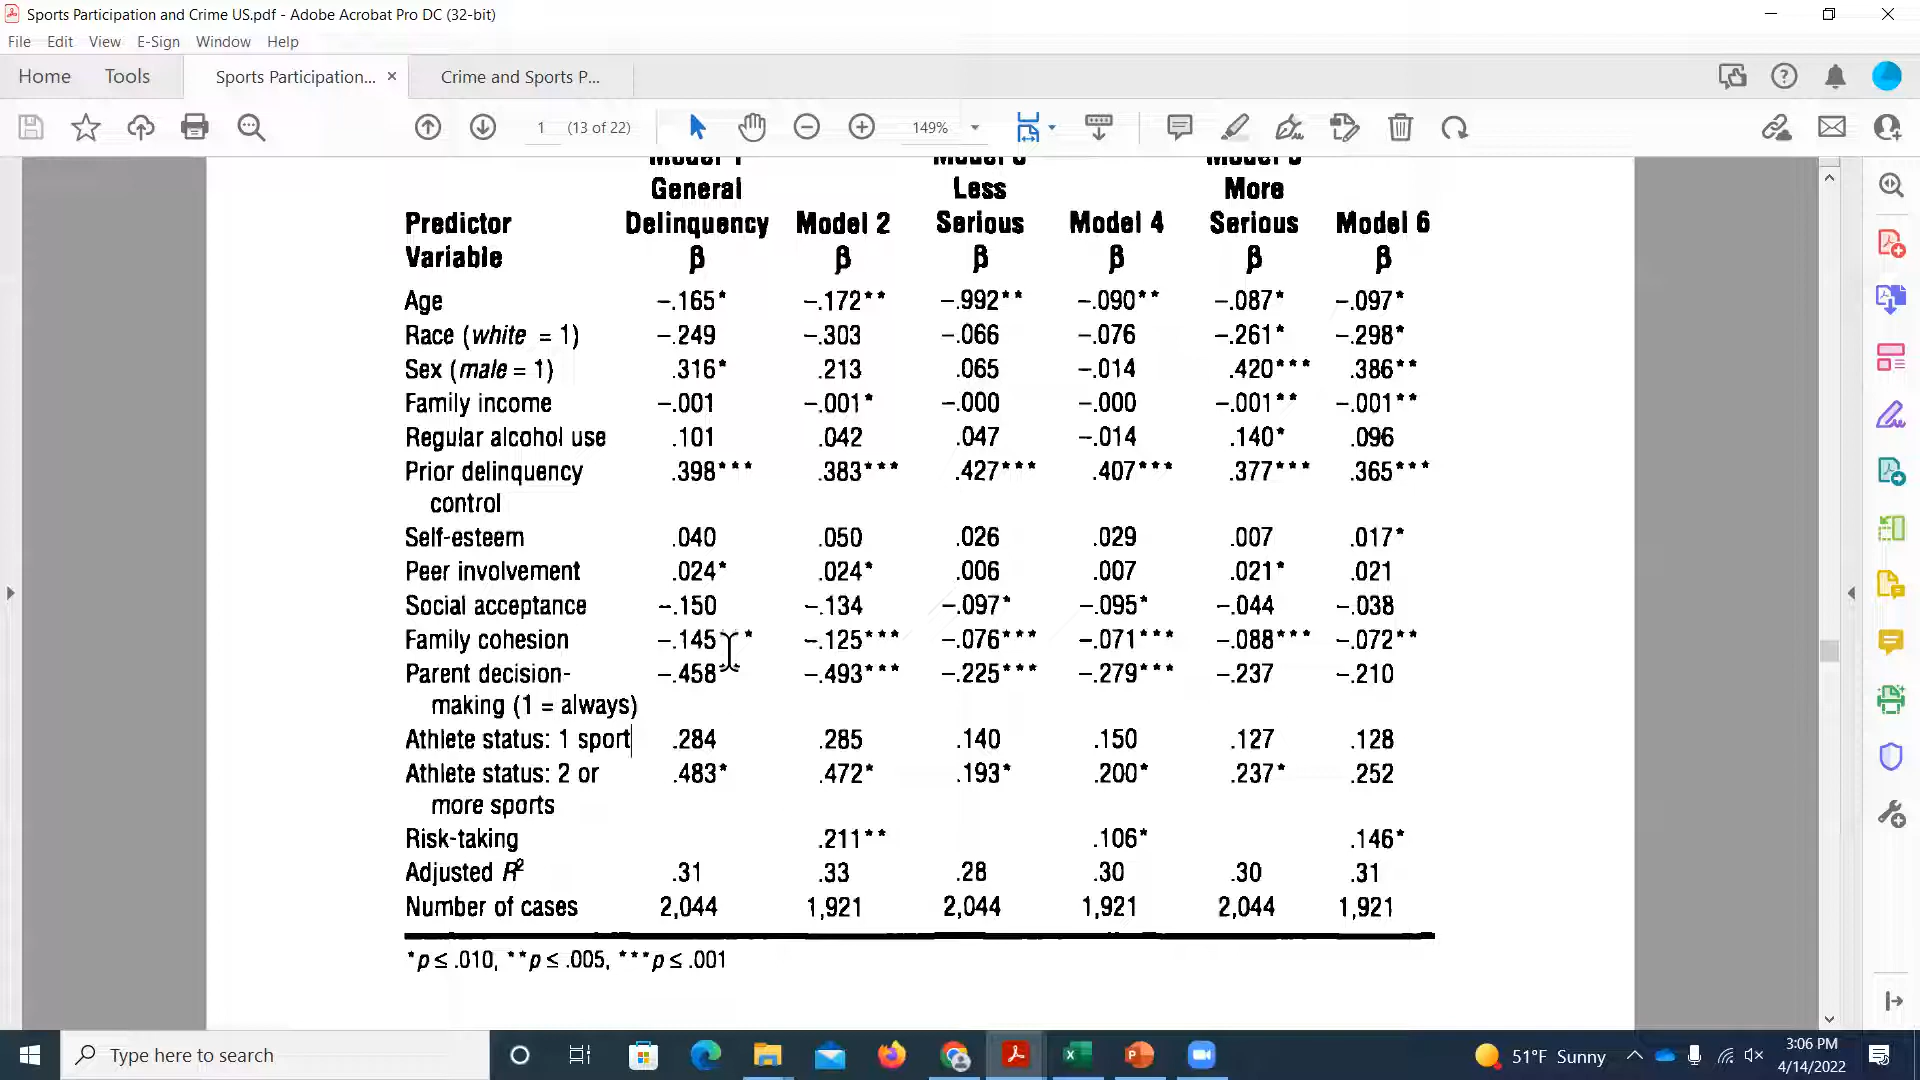 Sports Participation and Crime US.pdf - Adobe Acrobat Pro DC (32-bit)
File Edit View E-Sign Window Help
Home Tools Sports Participation... × Crime and Sports P...
1 (13 of 22) 149%
General Less More
Predictor Delinquency Model 2 Serious Model 4 Serious Model 6
Variable β β β β β β
Age –.165* –.172** –.992** –.090** –.087* –.097*
Race (white = 1) –.249 –.303 –.066 –.076 –.261* –.298*
Sex (male = 1) .316* .213 .065 –.014 .420*** .386**
Family income –.001 –.001* –.000 –.000 –.001** –.001**
Regular alcohol use .101 .042 .047 –.014 .140* .096
Prior delinquency .398*** .383*** .427*** .407*** .377*** .365***
control
Self-esteem .040 .050 .026 .029 .007 .017*
Peer involvement .024* .024* .006 .007 .021* .021
Social acceptance –.150 –.134 –.097* –.095* –.044 –.038
Family cohesion –.145 * –.125*** –.076*** –.071*** –.088*** –.072**
Parent decision- –.458 –.493*** –.225*** –.279*** –.237 –.210
making (1 = always)
Athlete status: 1 sport .284 .285 .140 .150 .127 .128
Athlete status: 2 or .483* .472* .193* .200* .237* .252
more sports
Risk-taking .211** .106* .146*
Adjusted R² .31 .33 .28 .30 .30 .31
Number of cases 2,044 1,921 2,044 1,921 2,044 1,921
*p ≤ .010, **p ≤ .005, ***p ≤ .001
Type here to search
51°F Sunny
3:06 PM
4/14/2022